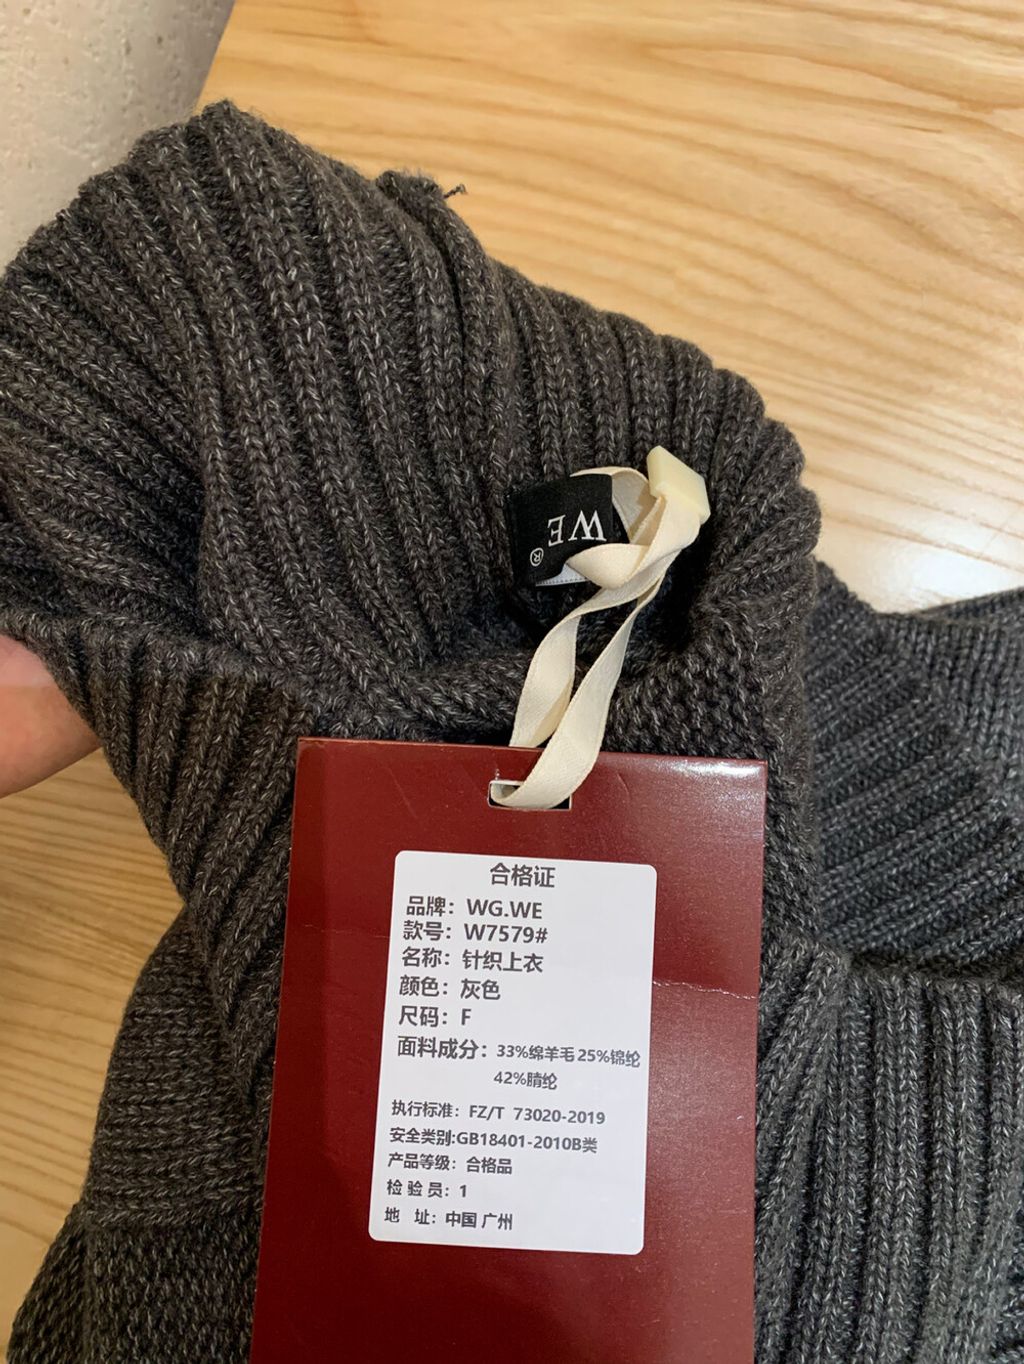 WE
®
合格证
品牌：WG.WE
款号：W7579#
名称：针织上衣
颜色：灰色
尺码：F
面料成分：33%绵羊毛 25%锦纶
42%腈纶
执行标准：FZ/T 73020-2019
安全类别:GB18401-2010B类
产品等级：合格品
检 验 员：1
地 址：中国 广州